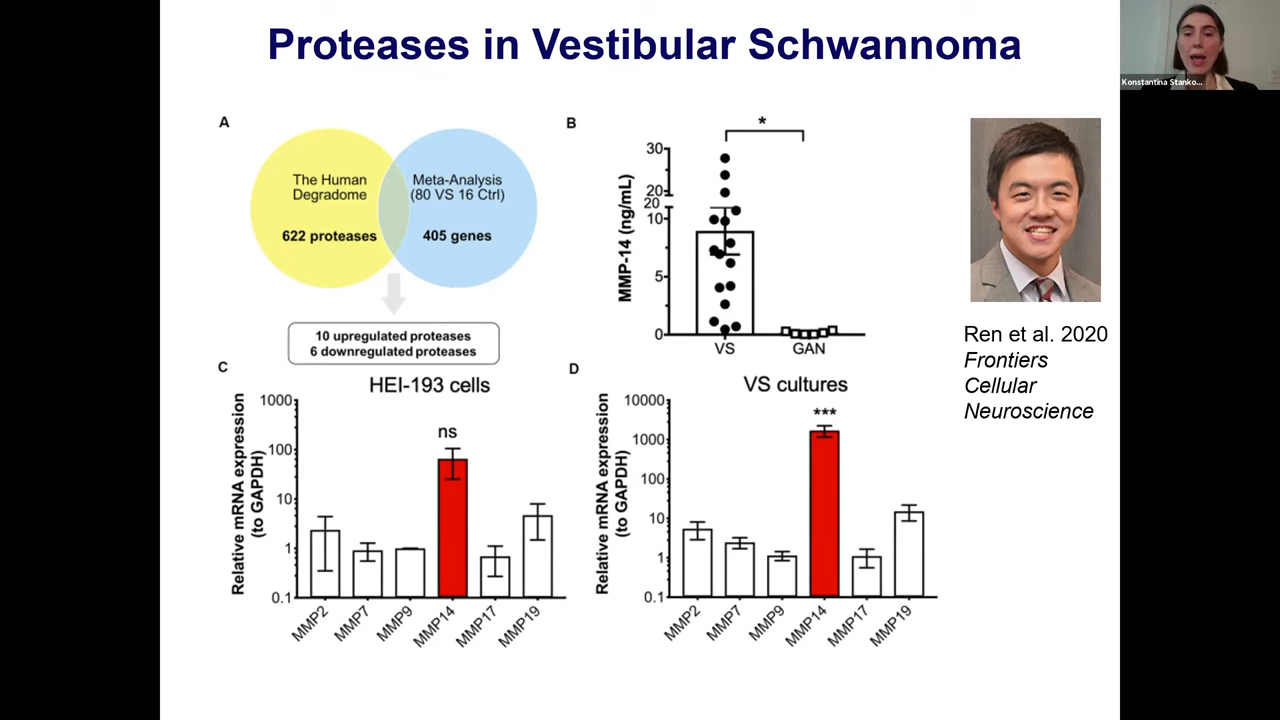 Proteases in Vestibular Schwannoma
Konstantina Stanko...
A
The Human
Degradome
622 proteases
Meta-Analysis
(80 VS 16 Ctrl)
405 genes
10 upregulated proteases
6 downregulated proteases
B
*
MMP-14 (ng/mL)
30
20
20
10
5
0
VS
GAN
Ren et al. 2020
Frontiers
Cellular
Neuroscience
C
HEI-193 cells
Relative mRNA expression
(to GAPDH)
1000
100
10
1
0.1
ns
MMP2
MMP7
MMP9
MMP14
MMP17
MMP19
D
VS cultures
Relative mRNA expression
(to GAPDH)
10000
1000
100
10
1
0.1
***
MMP2
MMP7
MMP9
MMP14
MMP17
MMP19